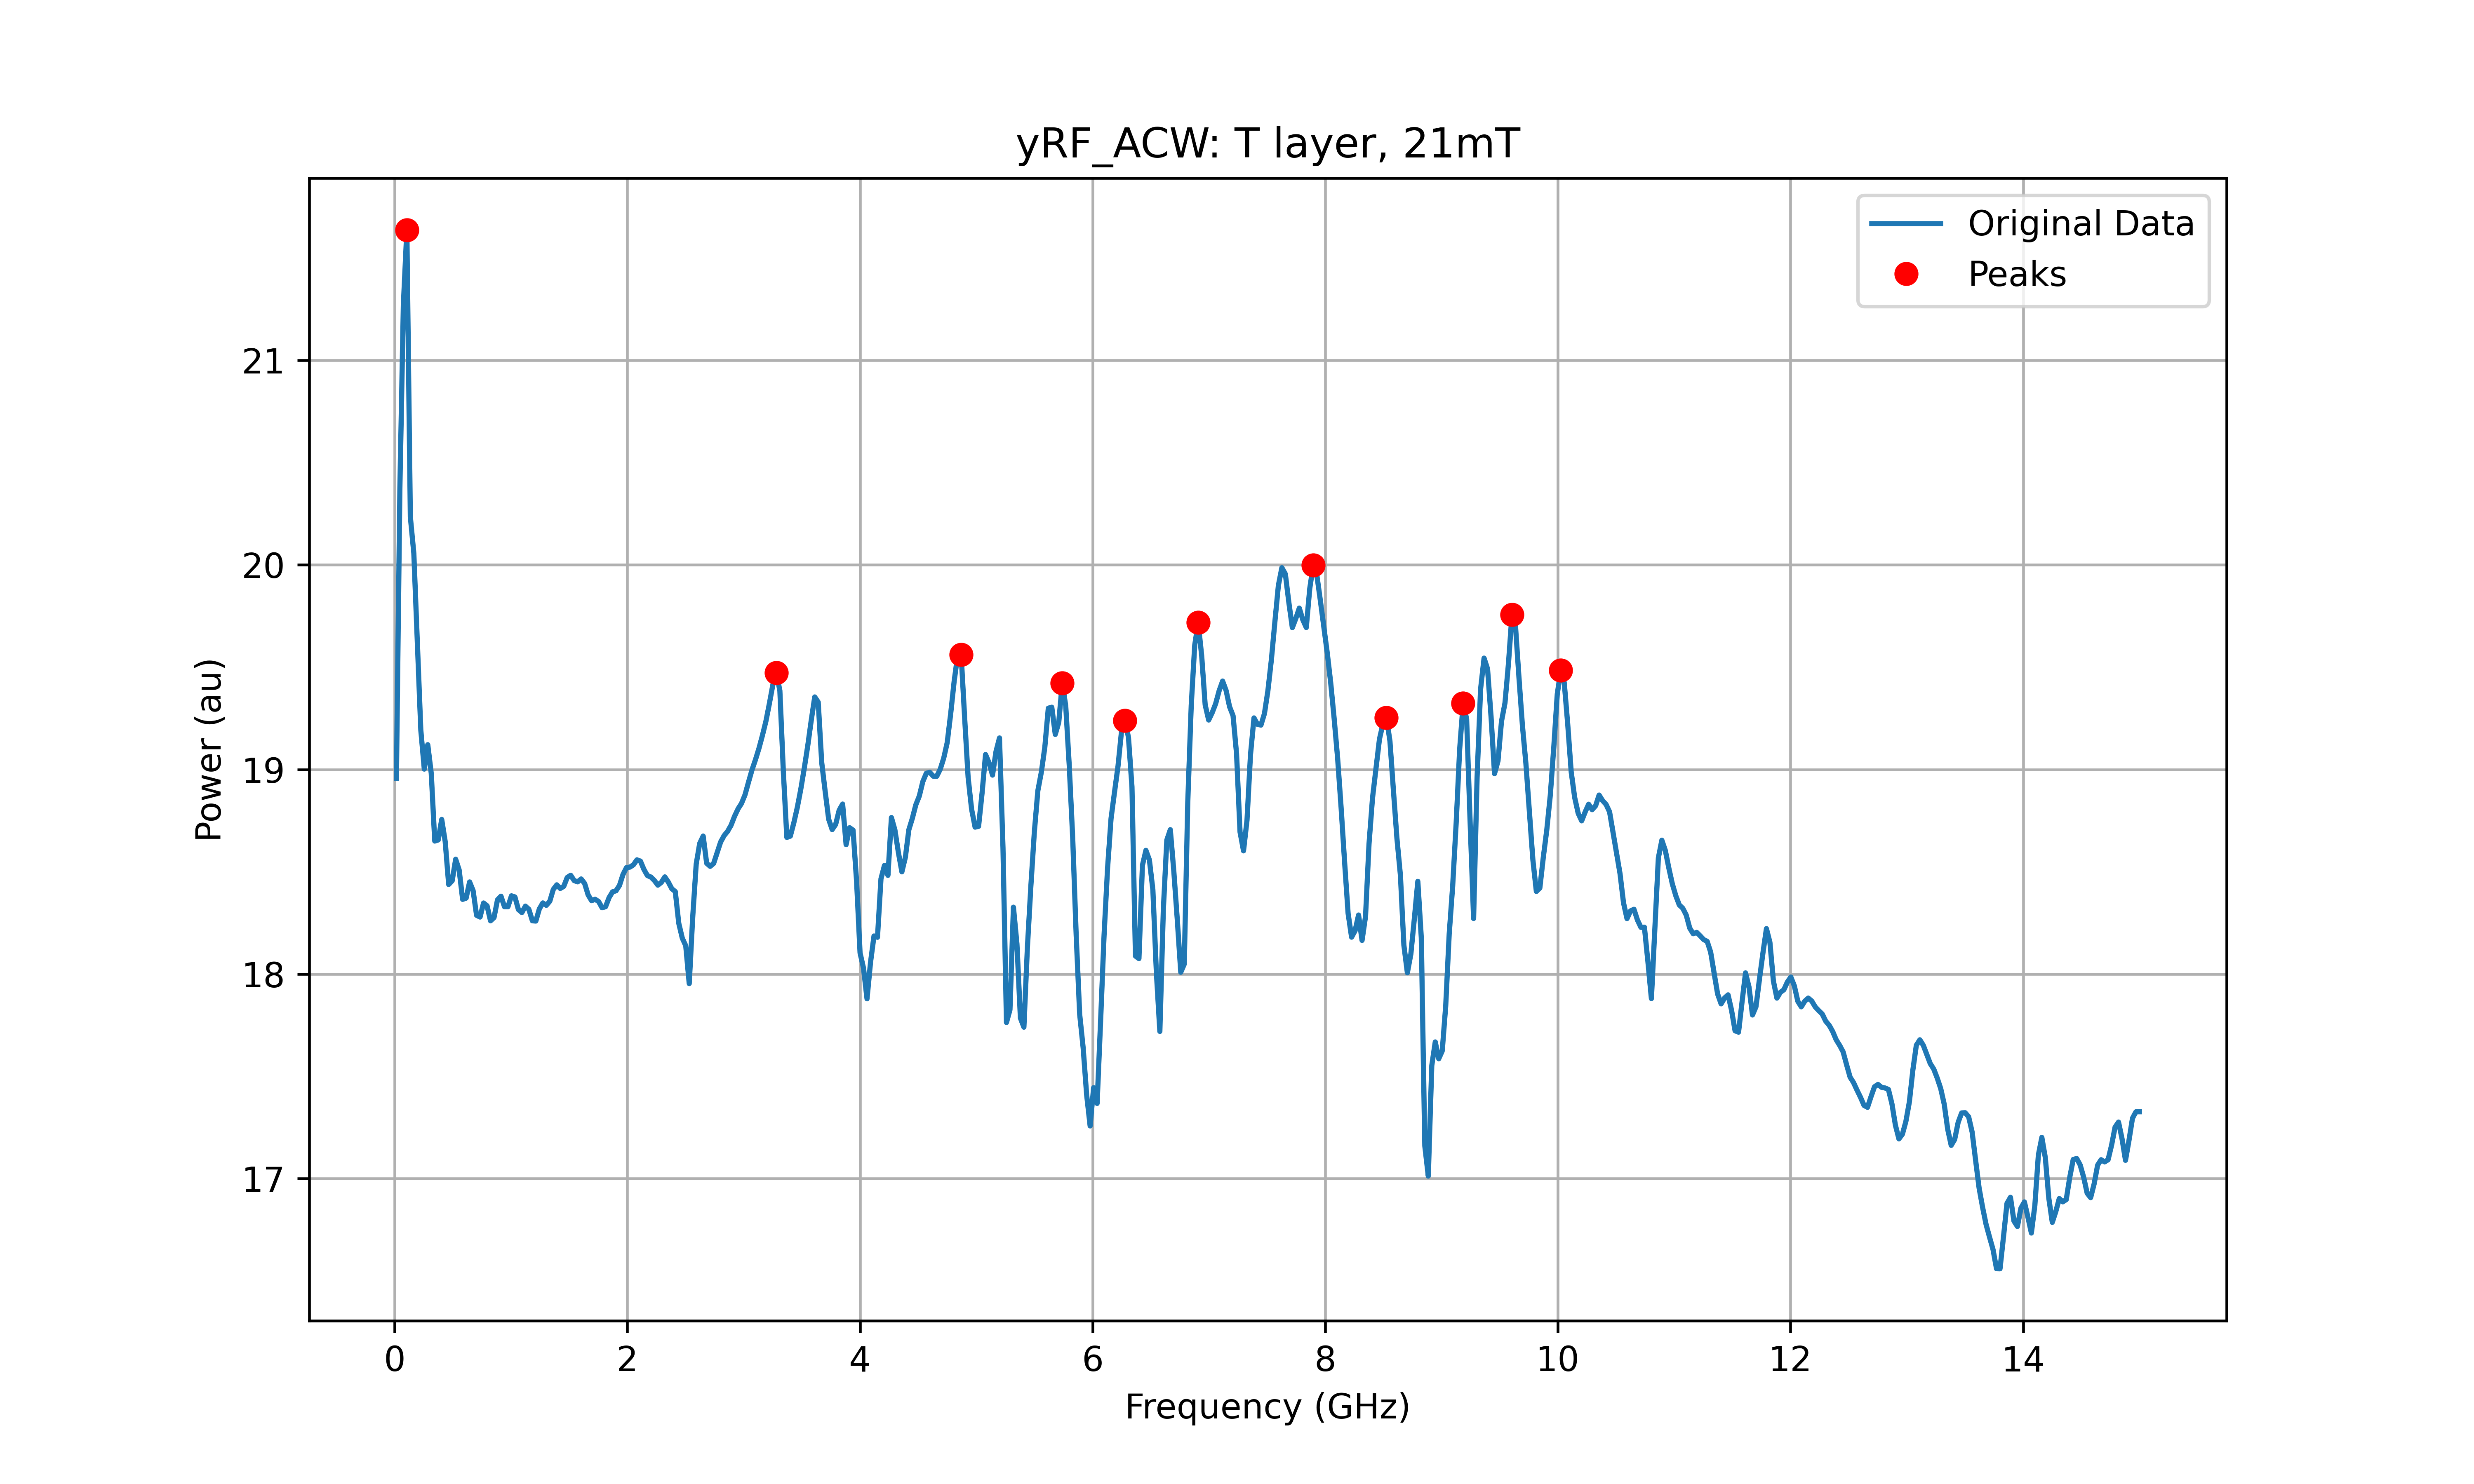 yRF_ACW: T layer, 21mT
Original Data
Peaks
21
20
19
18
17
Power (au)
0 2 4 6 8 10 12 14
Frequency (GHz)